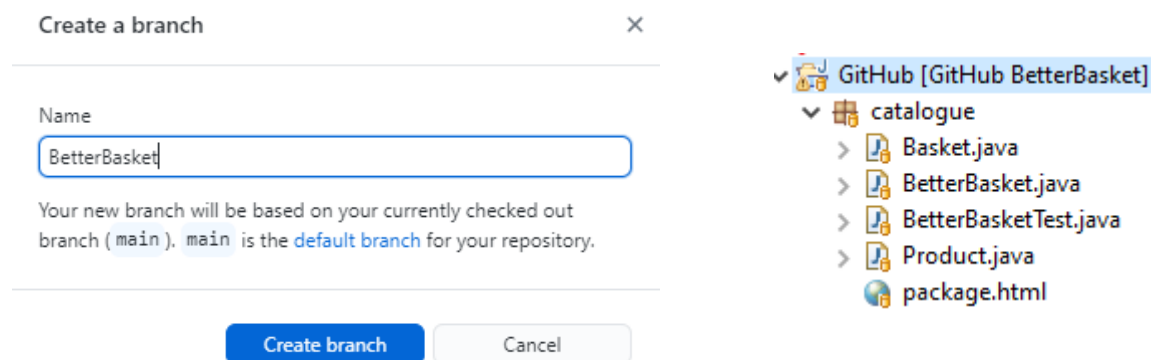 Create a branch
Name
BetterBasket
Your new branch will be based on your currently checked out
branch ( main ). main is the default branch for your repository.
Create branch
Cancel
GitHub [GitHub BetterBasket]
catalogue
Basket.java
BetterBasket.java
BetterBasketTest.java
Product.java
package.html